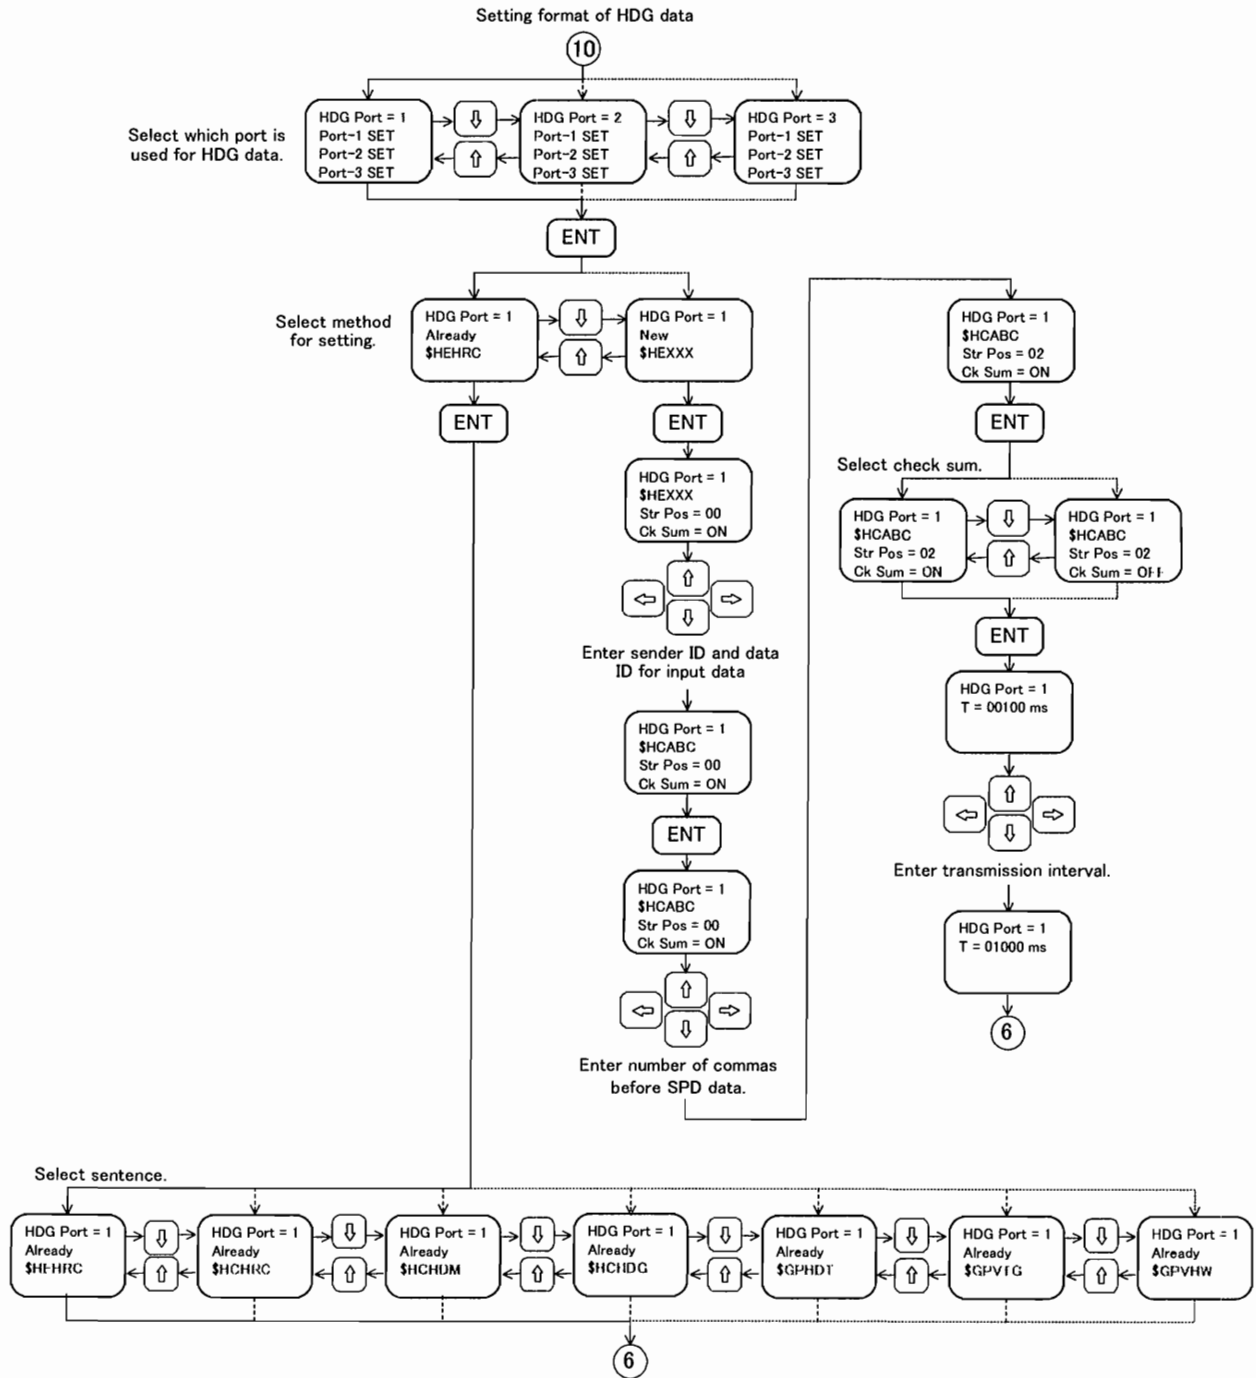 Setting format of HDG data
10
Select which port is
used for HDG data.
HDG Port = 1
Port-1 SET
Port-2 SET
Port-3 SET
HDG Port = 2
Port-1 SET
Port-2 SET
Port-3 SET
HDG Port = 3
Port-1 SET
Port-2 SET
Port-3 SET
ENT
Select method
for setting.
HDG Port = 1
Already
$HEHRC
HDG Port = 1
New
$HEXXX
ENT
ENT
HDG Port = 1
$HEXXX
Str Pos = 00
Ck Sum = ON
Enter sender ID and data
ID for input data
HDG Port = 1
$HCABC
Str Pos = 00
Ck Sum = ON
ENT
HDG Port = 1
$HCABC
Str Pos = 00
Ck Sum = ON
Enter number of commas
before SPD data.
HDG Port = 1
$HCABC
Str Pos = 02
Ck Sum = ON
ENT
Select check sum.
HDG Port = 1
$HCABC
Str Pos = 02
Ck Sum = ON
HDG Port = 1
$HCABC
Str Pos = 02
Ck Sum = OFF
ENT
HDG Port = 1
T = 00100 ms
Enter transmission interval.
HDG Port = 1
T = 01000 ms
6
Select sentence.
HDG Port = 1
Already
$HEHRC
HDG Port = 1
Already
$HCHRC
HDG Port = 1
Already
$HCHDM
HDG Port = 1
Already
$HCHDG
HDG Port = 1
Already
$GPHDT
HDG Port = 1
Already
$GPVTG
HDG Port = 1
Already
$GPVHW
6